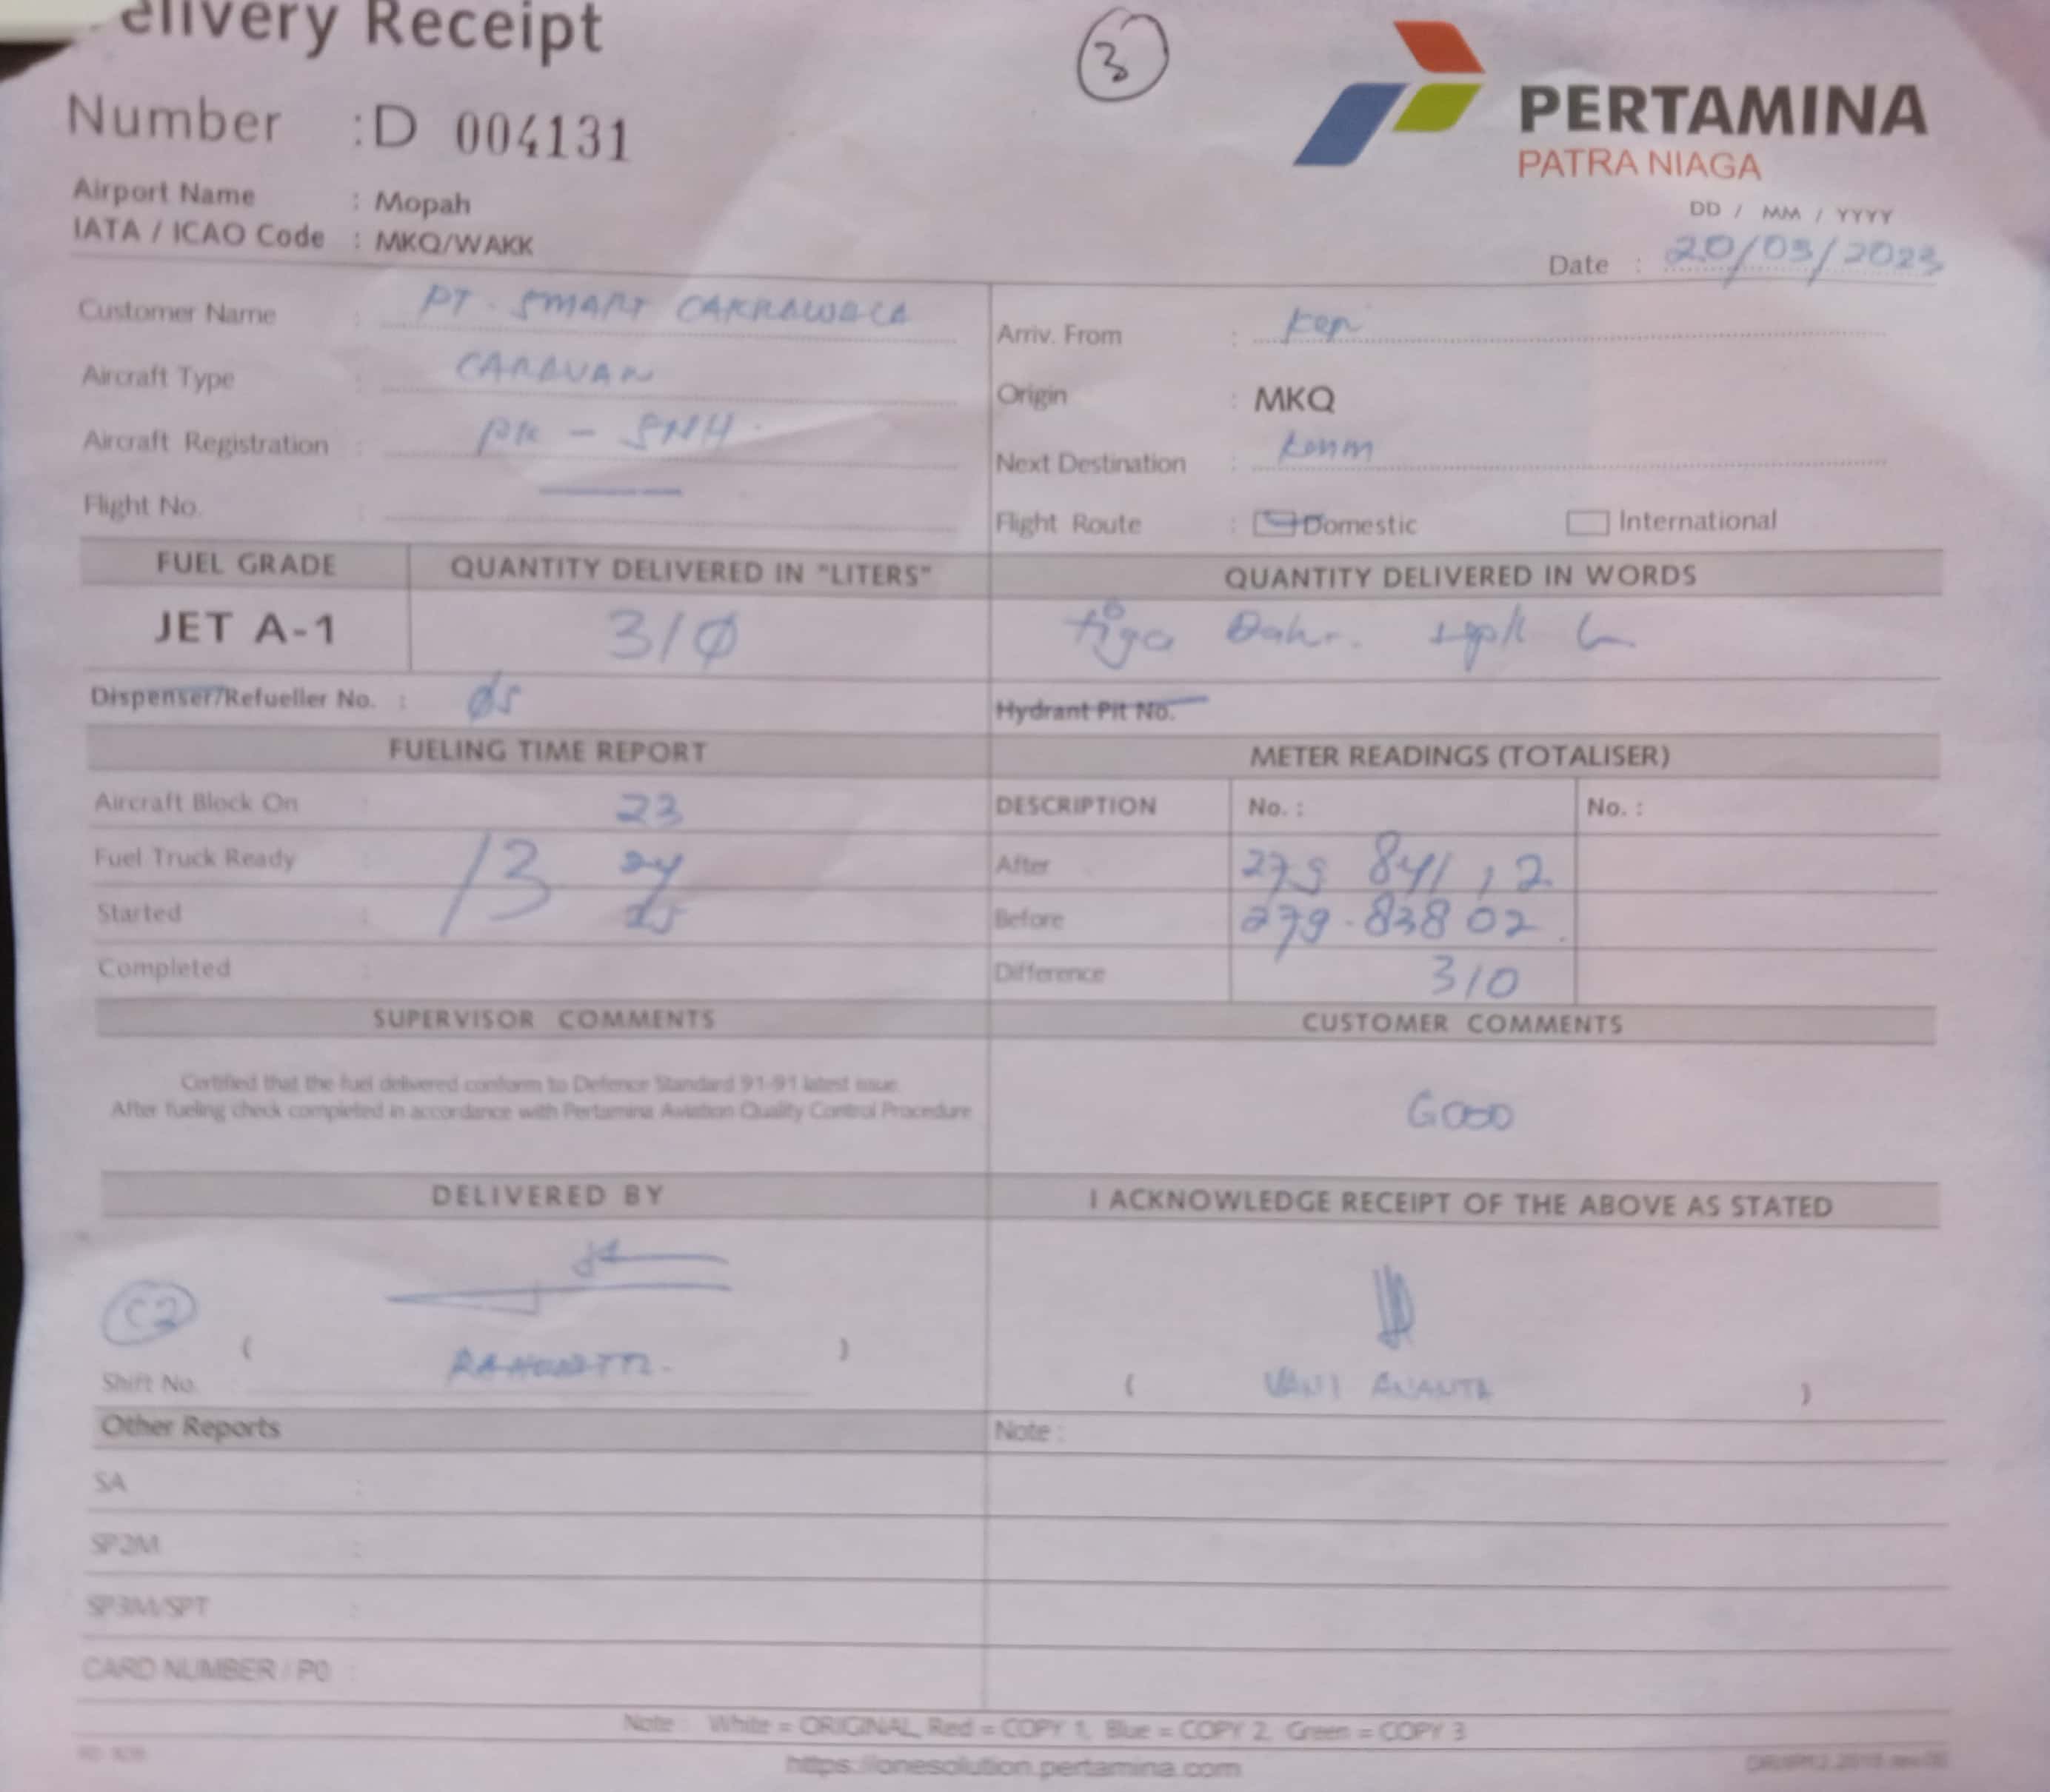 elivery Receipt
3
Number : D 004131
PERTAMINA
PATRA NIAGA
Airport Name : Mopah
IATA / ICAO Code : MKQ/WAKK
DD / MM / YYYY
Date : 20/03/2023
Customer Name : PT. SMART CAKRAWALA
Arriv. From :
Aircraft Type : CARAVAN
Origin : MKQ
Aircraft Registration : PK - SNH
Next Destination :
Flight No. : —
Flight Route : Domestic International
FUEL GRADE QUANTITY DELIVERED IN "LITERS" QUANTITY DELIVERED IN WORDS
JET A-1 310 tiga
Dispenser/Refueller No. : 05 Hydrant Pit No.
FUELING TIME REPORT METER READINGS (TOTALISER)
Aircraft Block On : 23 DESCRIPTION No. : No. :
Fuel Truck Ready : 13 24 After 279 841,2
Started : 25 Before 279.838 02
Completed : Difference 310
SUPERVISOR COMMENTS CUSTOMER COMMENTS
Certified that the fuel delivered conform to Defence Standard 91-91 latest issue.
After fueling check completed in accordance with Pertamina Aviation Quality Control Procedure
GOOD
DELIVERED BY I ACKNOWLEDGE RECEIPT OF THE ABOVE AS STATED
C2
( )
Shift No.
( VANI ANANTA )
Other Reports Note :
SA :
SP2M :
SP3M/SPT :
CARD NUMBER / PO :
Note : White = ORIGINAL, Red = COPY 1, Blue = COPY 2, Green = COPY 3
https://onesolution.pertamina.com